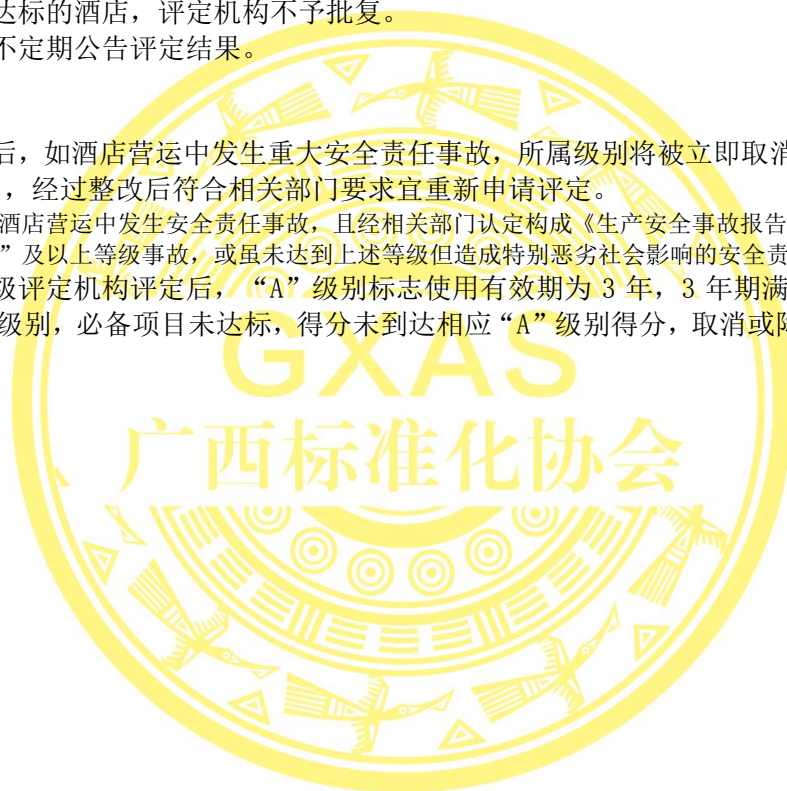 达标的酒店，评定机构不予批复。
不定期公告评定结果。
后，如酒店营运中发生重大安全责任事故，所属级别将被立即取消
，经过整改后符合相关部门要求宜重新申请评定。
酒店营运中发生安全责任事故，且经相关部门认定构成《生产安全事故报告
”及以上等级事故，或虽未达到上述等级但造成特别恶劣社会影响的安全责
级评定机构评定后，“A”级别标志使用有效期为 3 年，3 年期满
级别，必备项目未达标，得分未到达相应“A”级别得分，取消或降
GXAS
广西标准化协会